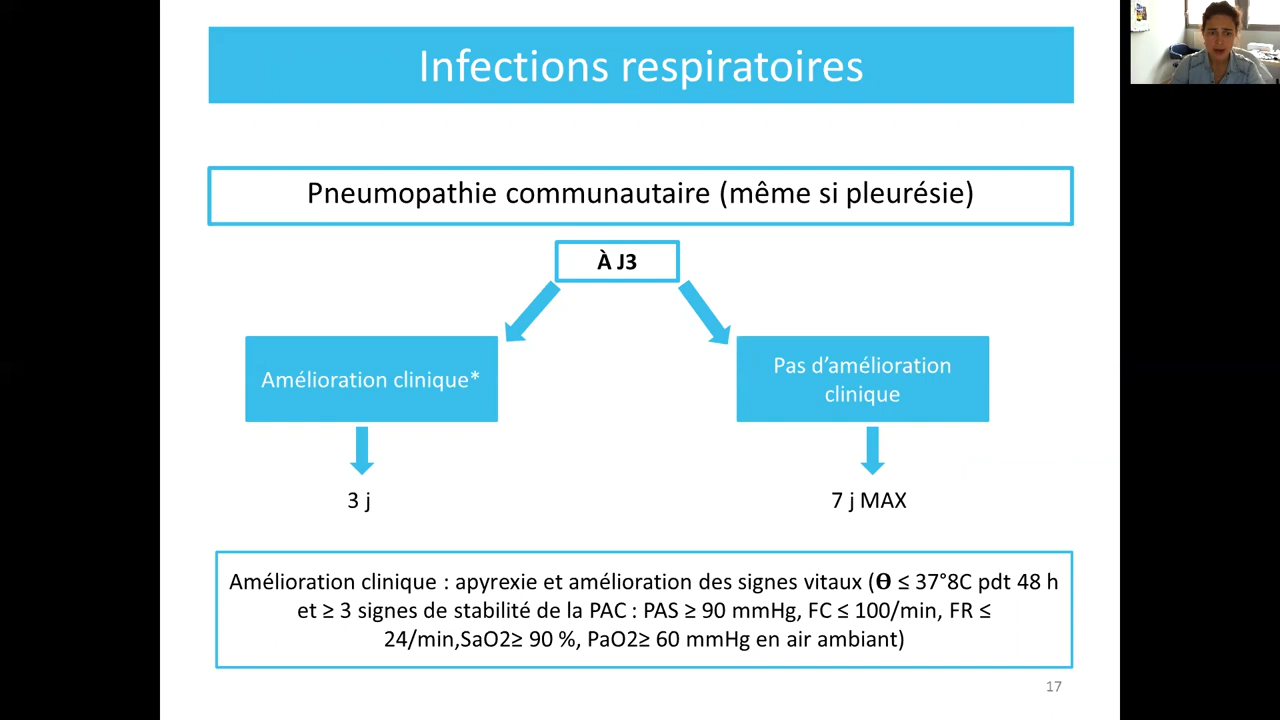 Infections respiratoires
Pneumopathie communautaire (même si pleurésie)
À J3
Amélioration clinique*
Pas d’amélioration
clinique
3 j
7 j MAX
Amélioration clinique : apyrexie et amélioration des signes vitaux (ϴ ≤ 37°8C pdt 48 h
et ≥ 3 signes de stabilité de la PAC : PAS ≥ 90 mmHg, FC ≤ 100/min, FR ≤
24/min,SaO2≥ 90 %, PaO2≥ 60 mmHg en air ambiant)
17